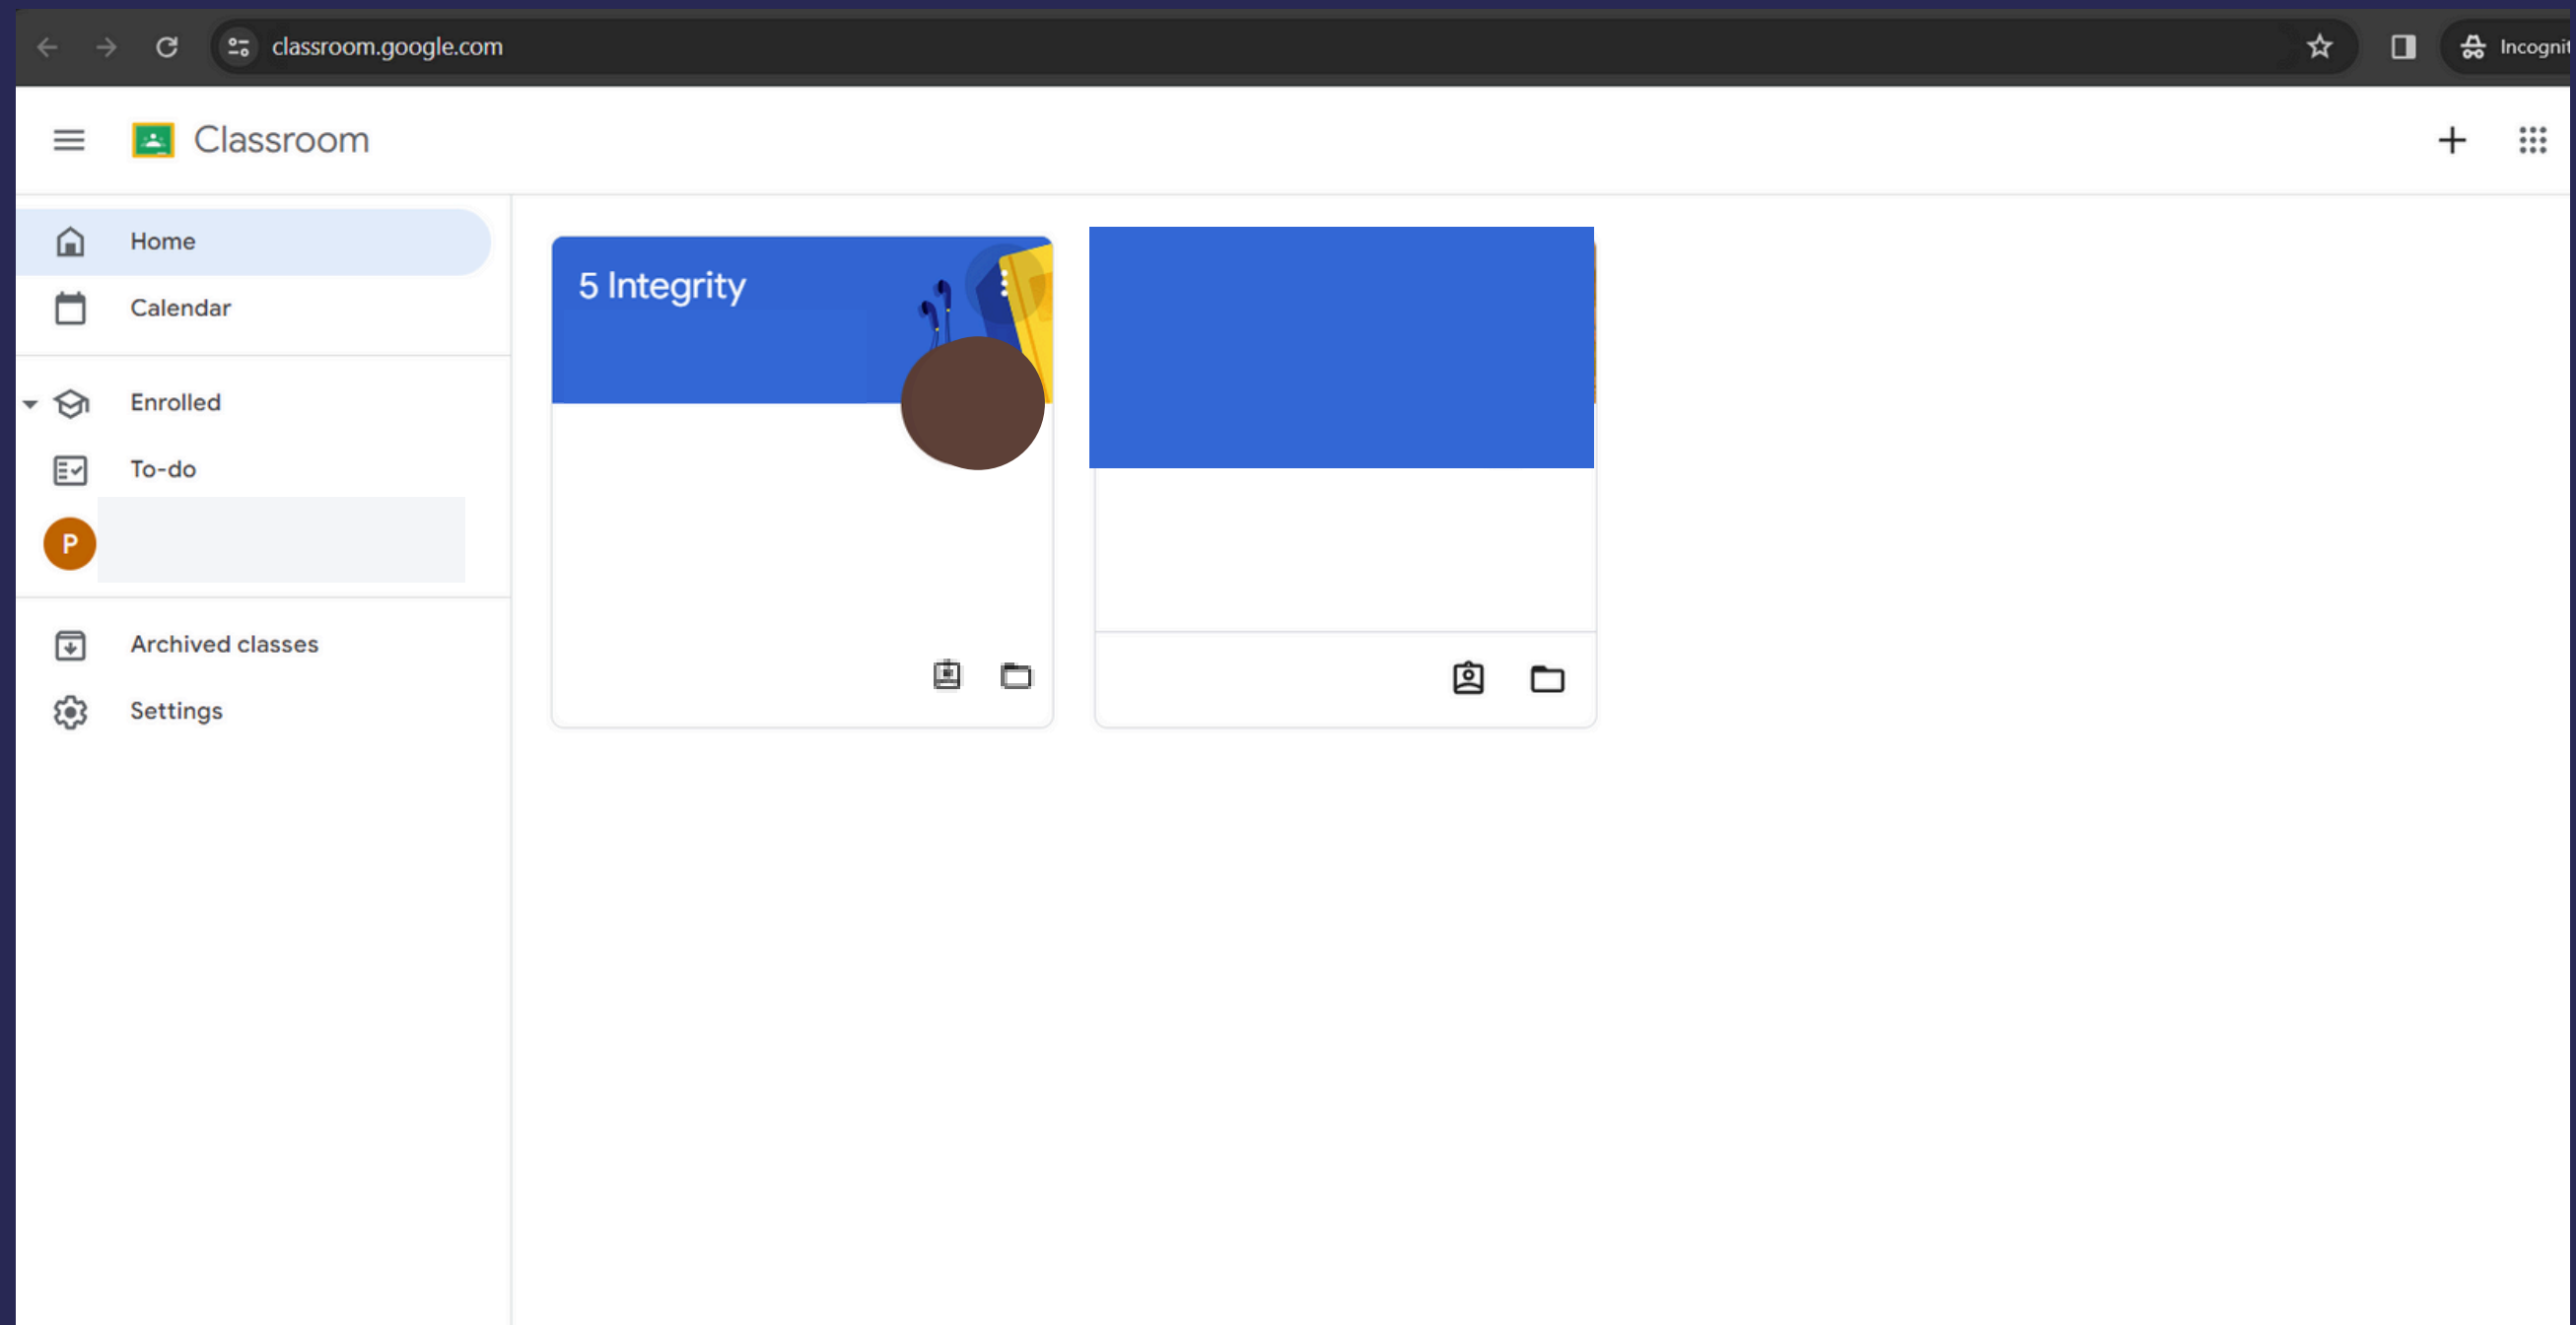 classroom.google.com
Incognit
Classroom
Home
Calendar
Enrolled
To-do
P
Archived classes
Settings
5 Integrity